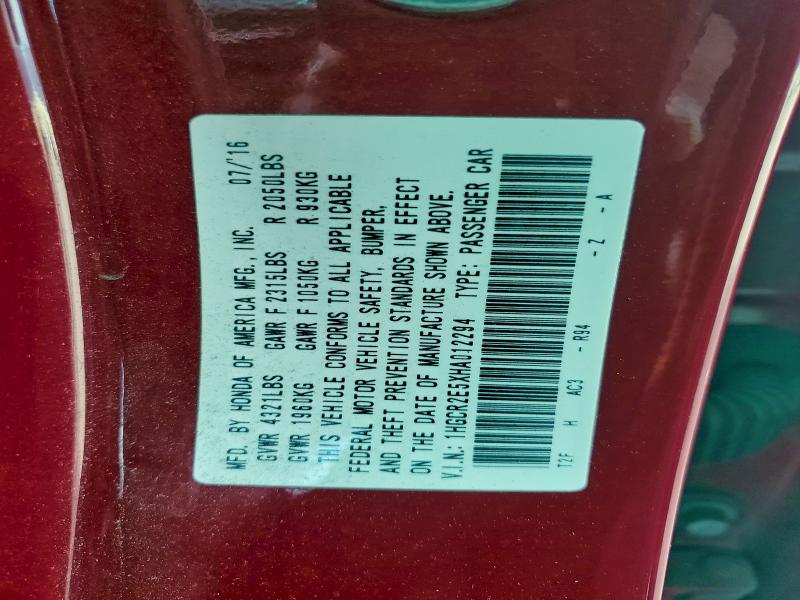 MFD. BY HONDA OF AMERICA MFG., INC. 07/'16
GVWR 4321LBS GAWR F 2315LBS R 2050LBS
GVWR 1960KG GAWR F 1050KG R 930KG
THIS VEHICLE CONFORMS TO ALL APPLICABLE
FEDERAL MOTOR VEHICLE SAFETY, BUMPER,
AND THEFT PREVENTION STANDARDS IN EFFECT
ON THE DATE OF MANUFACTURE SHOWN ABOVE.
V.I.N.: 1HGCR2E5XHA012294 TYPE: PASSENGER CAR
T2F H AC3 - R94 - Z - A